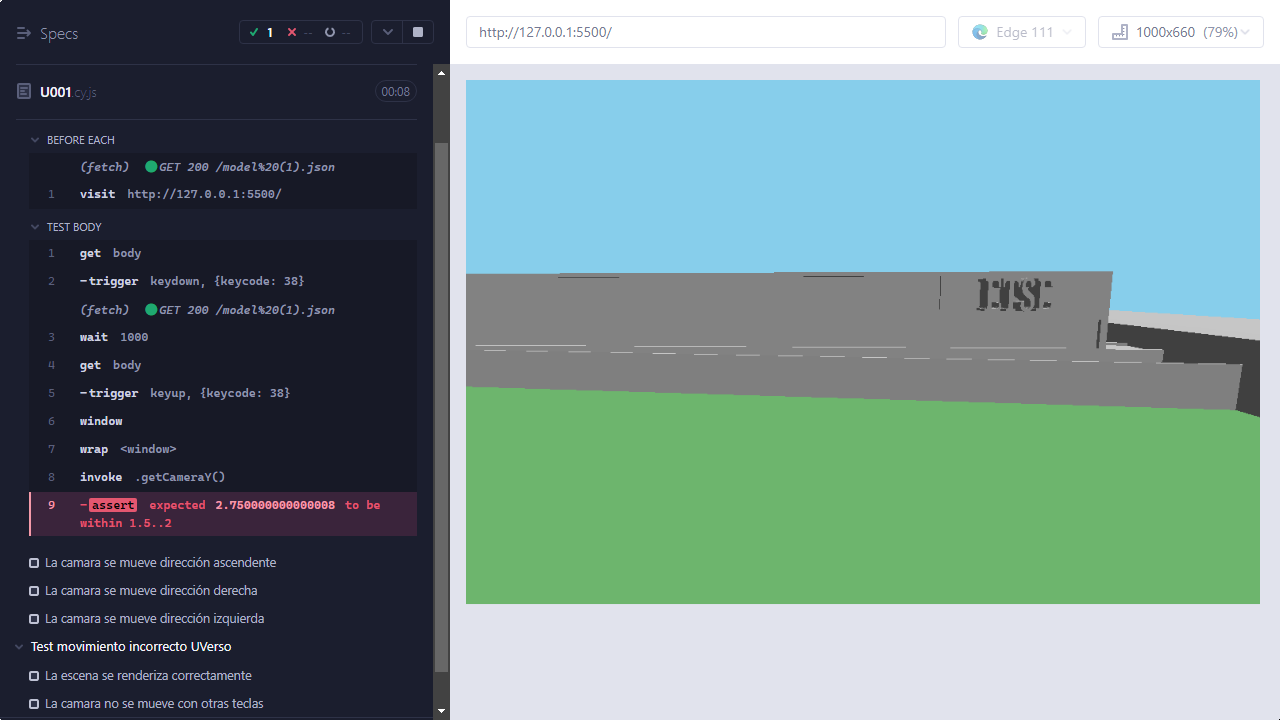 Specs
1 -- --
U001.cy.js
00:08
BEFORE EACH
(fetch) GET 200 /model%20(1).json
1 visit http://127.0.0.1:5500/
TEST BODY
1 get body
2 -trigger keydown, {keycode: 38}
(fetch) GET 200 /model%20(1).json
3 wait 1000
4 get body
5 -trigger keyup, {keycode: 38}
6 window
7 wrap <window>
8 invoke .getCameraY()
9 -assert expected 2.750000000000008 to be
within 1.5..2
La camara se mueve dirección ascendente
La camara se mueve dirección derecha
La camara se mueve dirección izquierda
Test movimiento incorrecto UVerso
La escena se renderiza correctamente
La camara no se mueve con otras teclas
http://127.0.0.1:5500/
Edge 111
1000x660 (79%)